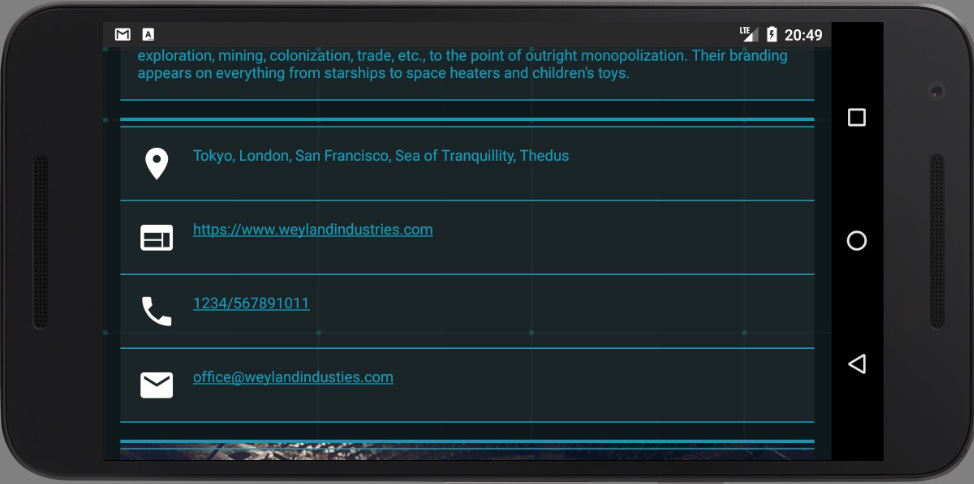 LTE 20:49
exploration, mining, colonization, trade, etc., to the point of outright monopolization. Their branding
appears on everything from starships to space heaters and children's toys.
Tokyo, London, San Francisco, Sea of Tranquillity, Thedus
https://www.weylandindustries.com
1234/567891011
office@weylandindusties.com